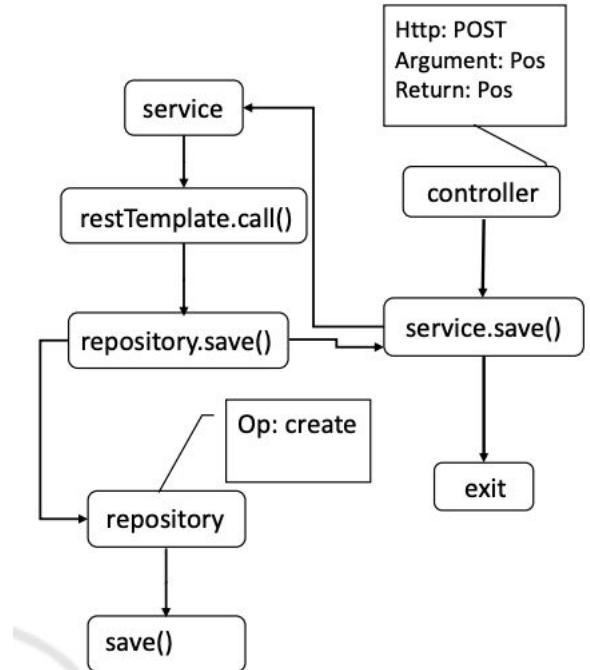 Http: POST
Argument: Pos
Return: Pos
service
controller
restTemplate.call()
repository.save()
service.save()
Op: create
exit
repository
save()